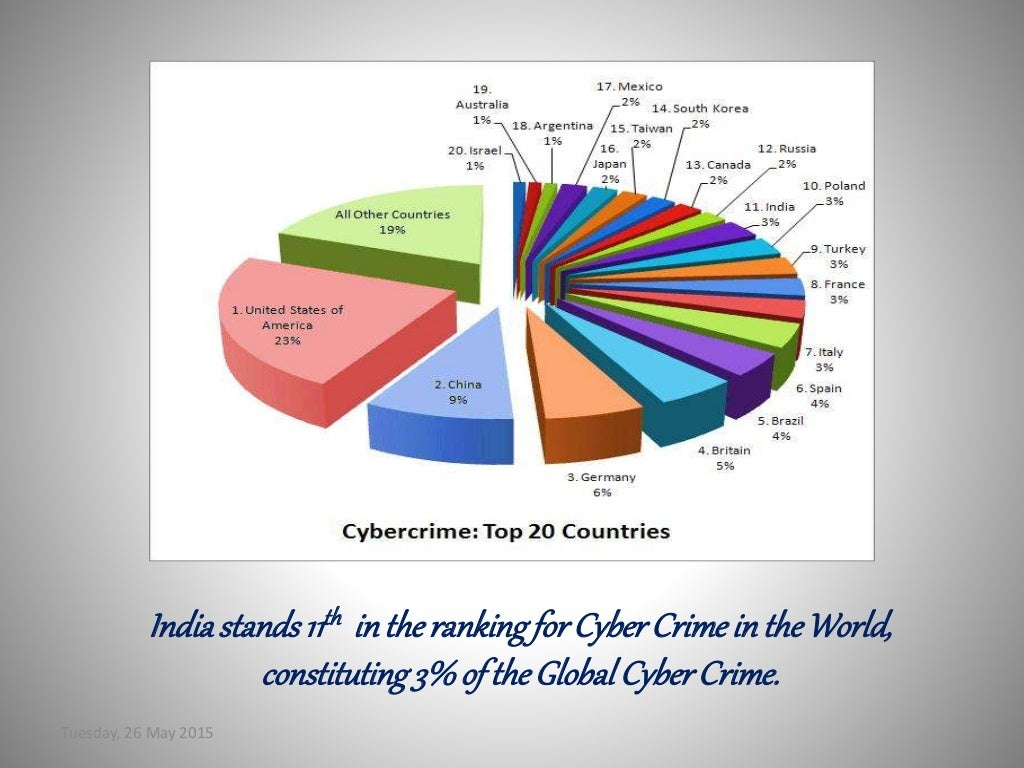 19.
Australia
1%
17. Mexico
2%
14. South Korea
2%
18. Argentina
1%
15. Taiwan
2%
20. Israel
1%
16.
Japan
2%
12. Russia
2%
13. Canada
2%
10. Poland
3%
11. India
3%
All Other Countries
19%
9. Turkey
3%
8. France
3%
1. United States of
America
23%
7. Italy
3%
2. China
9%
6. Spain
4%
5. Brazil
4%
4. Britain
5%
3. Germany
6%
Cybercrime: Top 20 Countries
India stands 11th in the ranking for Cyber Crime in the World,
constituting 3% of the Global Cyber Crime.
Tuesday, 26 May 2015